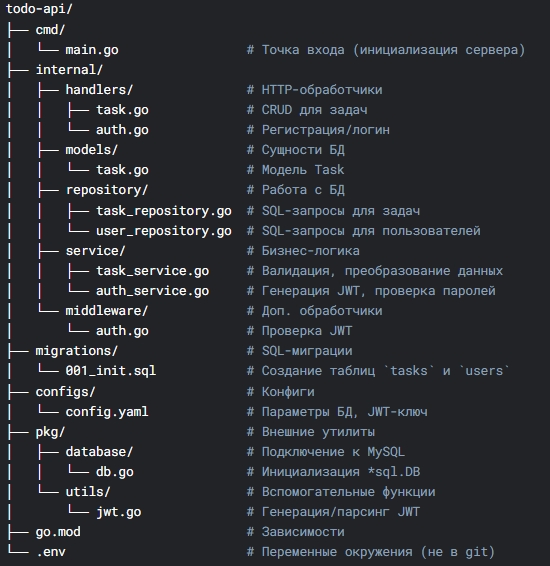 todo-api/
├── cmd/
│   └── main.go                 # Точка входа (инициализация сервера)
├── internal/
│   ├── handlers/               # HTTP-обработчики
│   │   ├── task.go             # CRUD для задач
│   │   └── auth.go             # Регистрация/логин
│   ├── models/                 # Сущности БД
│   │   └── task.go             # Модель Task
│   ├── repository/             # Работа с БД
│   │   ├── task_repository.go  # SQL-запросы для задач
│   │   └── user_repository.go  # SQL-запросы для пользователей
│   ├── service/                # Бизнес-логика
│   │   ├── task_service.go     # Валидация, преобразование данных
│   │   └── auth_service.go     # Генерация JWT, проверка паролей
│   └── middleware/             # Доп. обработчики
│       └── auth.go             # Проверка JWT
├── migrations/                 # SQL-миграции
│   └── 001_init.sql            # Создание таблиц `tasks` и `users`
├── configs/                    # Конфиги
│   └── config.yaml             # Параметры БД, JWT-ключ
├── pkg/                        # Внешние утилиты
│   ├── database/               # Подключение к MySQL
│   │   └── db.go               # Инициализация *sql.DB
│   └── utils/                  # Вспомогательные функции
│       └── jwt.go              # Генерация/парсинг JWT
├── go.mod                      # Зависимости
└── .env                        # Переменные окружения (не в git)